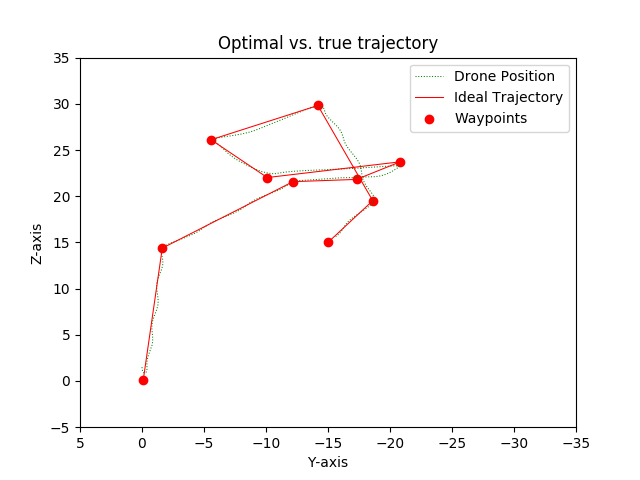 Optimal vs. true trajectory
Drone Position
Ideal Trajectory
Waypoints
Z-axis
35
30
25
20
15
10
5
0
−5
5 0 −5 −10 −15 −20 −25 −30 −35
Y-axis